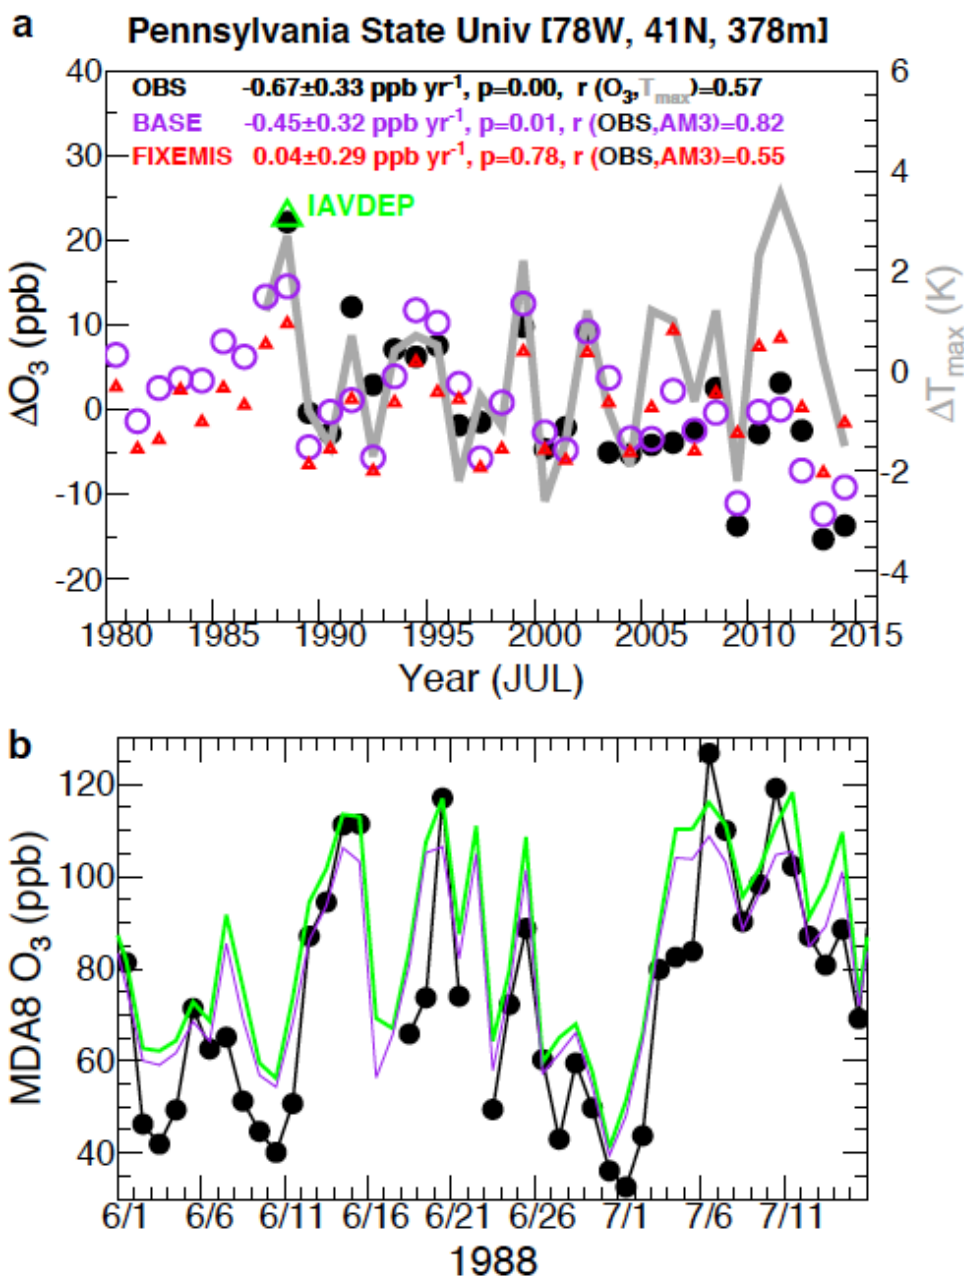 a Pennsylvania State Univ [78W, 41N, 378m]
OBS -0.67±0.33 ppb yr⁻¹, p=0.00, r (O₃,Tₘₐₓ)=0.57
BASE -0.45±0.32 ppb yr⁻¹, p=0.01, r (OBS,AM3)=0.82
FIXEMIS 0.04±0.29 ppb yr⁻¹, p=0.78, r (OBS,AM3)=0.55
IAVDEP
40
30
20
10
0
-10
-20
ΔO₃ (ppb)
6
4
2
0
-2
-4
ΔTₘₐₓ (K)
1980 1985 1990 1995 2000 2005 2010 2015
Year (JUL)
b
120
100
80
60
40
MDA8 O₃ (ppb)
6/1 6/6 6/11 6/16 6/21 6/26 7/1 7/6 7/11
1988